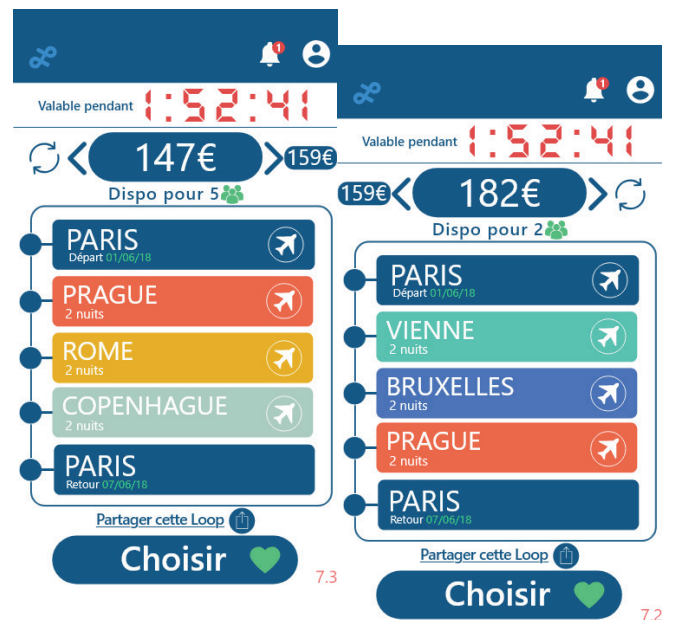 1
Valable pendant 1:52:41
147€
159€
Dispo pour 5
PARIS
Départ 01/06/18
PRAGUE
2 nuits
ROME
2 nuits
COPENHAGUE
2 nuits
PARIS
Retour 07/06/18
Partager cette Loop
Choisir
7.3
1
Valable pendant 1:52:41
159€
182€
Dispo pour 2
PARIS
Départ 01/06/18
VIENNE
2 nuits
BRUXELLES
2 nuits
PRAGUE
2 nuits
PARIS
Retour 07/06/18
Partager cette Loop
Choisir
7.2